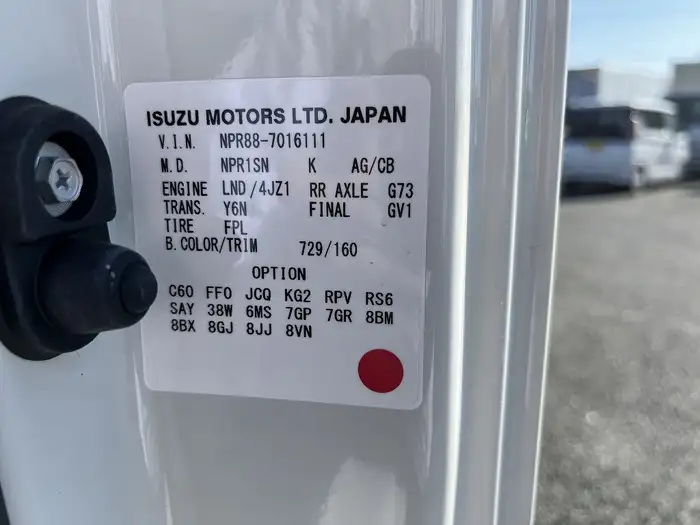 ISUZU MOTORS LTD. JAPAN
V.I.N. NPR88-7016111
M.D. NPR1SN K AG/CB
ENGINE LND/4JZ1 RR AXLE G73
TRANS. Y6N FINAL GV1
TIRE FPL
B.COLOR/TRIM 729/160
OPTION
C60 FF0 JCQ KG2 RPV RS6
SAY 38W 6MS 7GP 7GR 8BM
8BX 8GJ 8JJ 8VN